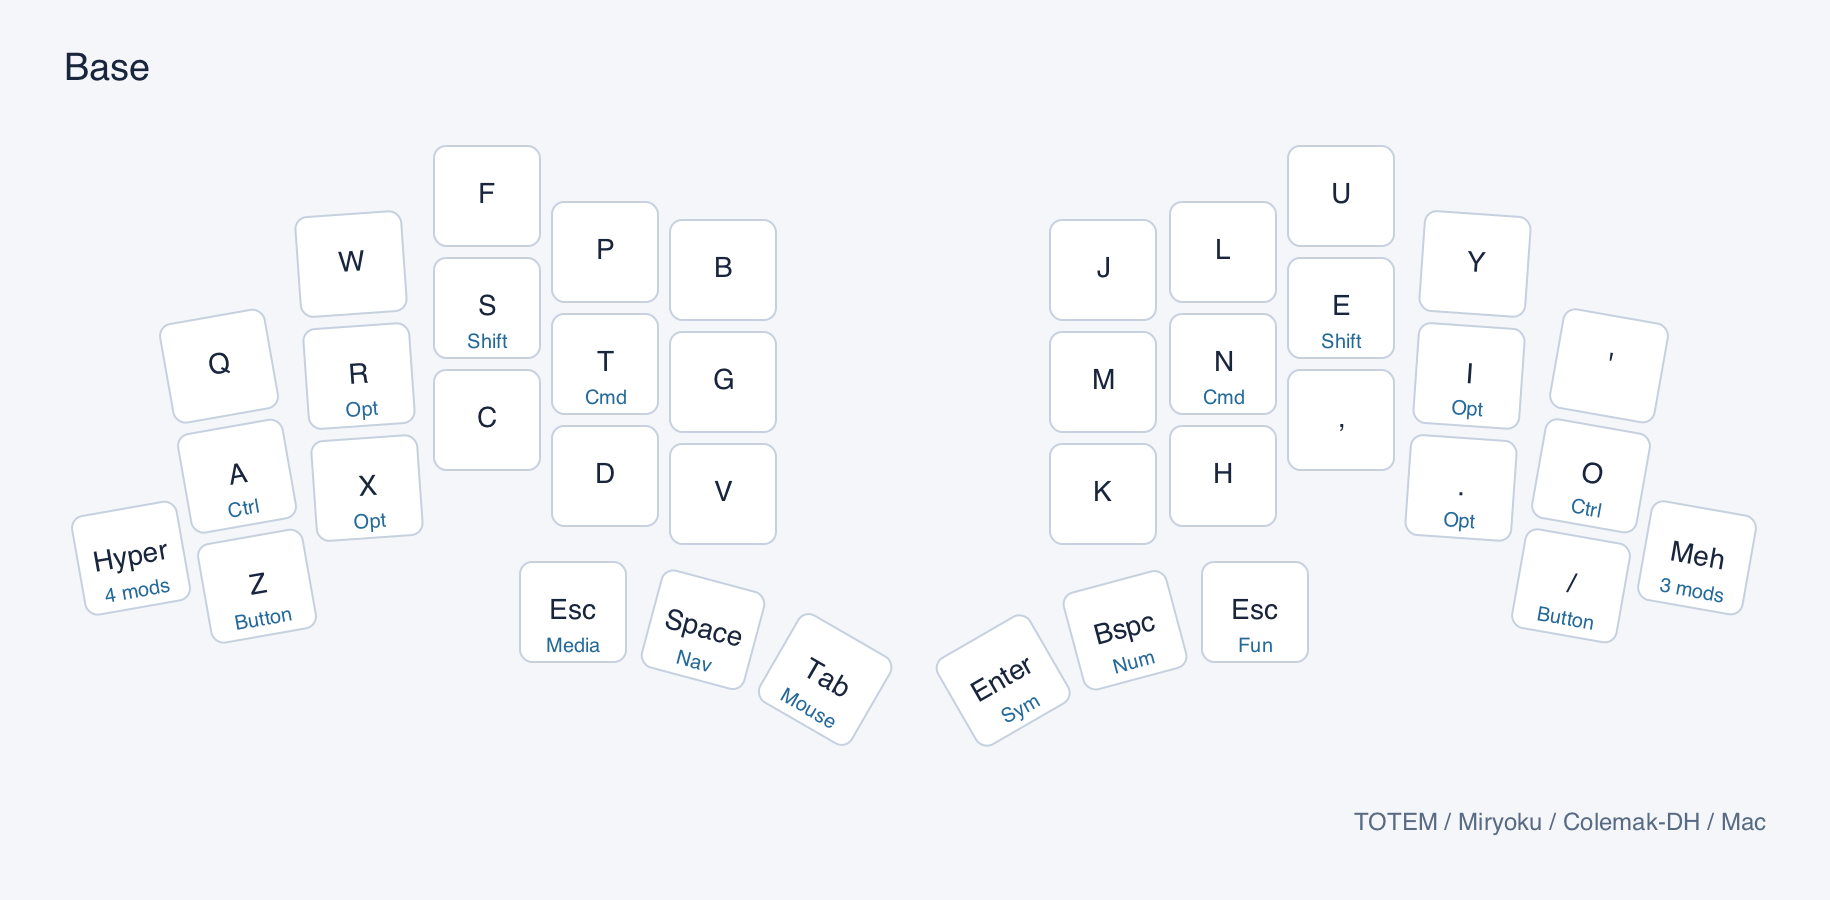 Base
Q
W
F
P
B
J
L
U
Y
'
A
Ctrl
R
Opt
S
Shift
T
Cmd
G
M
N
Cmd
E
Shift
I
Opt
O
Ctrl
Hyper
4 mods
Z
Button
X
Opt
C
D
V
K
H
,
.
Opt
/
Button
Meh
3 mods
Esc
Media
Space
Nav
Tab
Mouse
Enter
Sym
Bspc
Num
Esc
Fun
TOTEM / Miryoku / Colemak-DH / Mac